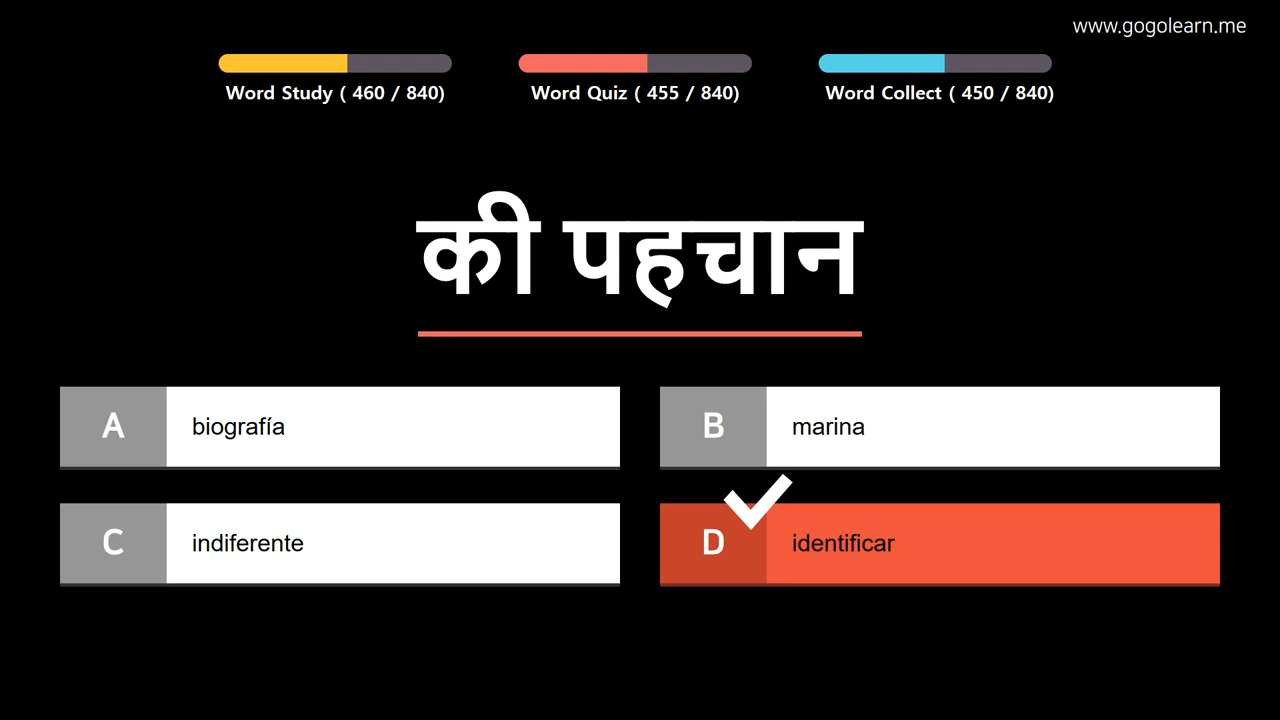 www.gogolearn.me
Word Study ( 460 / 840)
Word Quiz ( 455 / 840)
Word Collect ( 450 / 840)
की पहचान
A biografía
B marina
C indiferente
D identificar